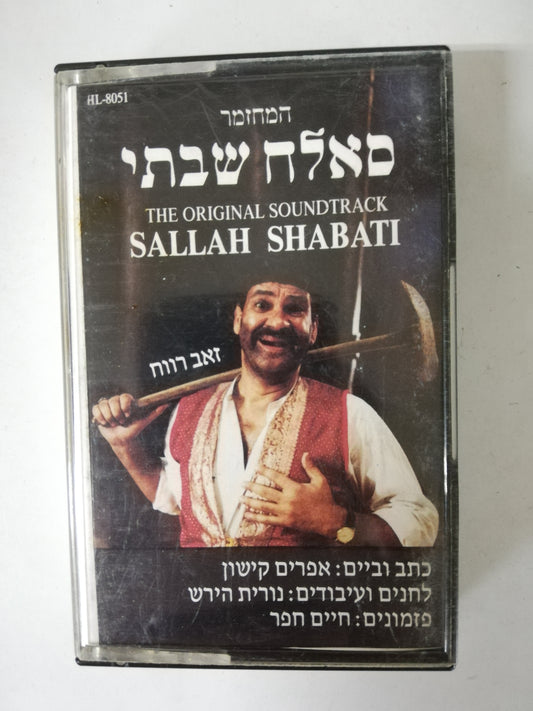 HL-8051
המחזמר
סאלח שבתי
THE ORIGINAL SOUNDTRACK
SALLAH SHABATI
זאב רווח
כתב וביים: אפרים קישון
לחנים ועיבודים: נורית הירש
פזמונים: חיים חפר